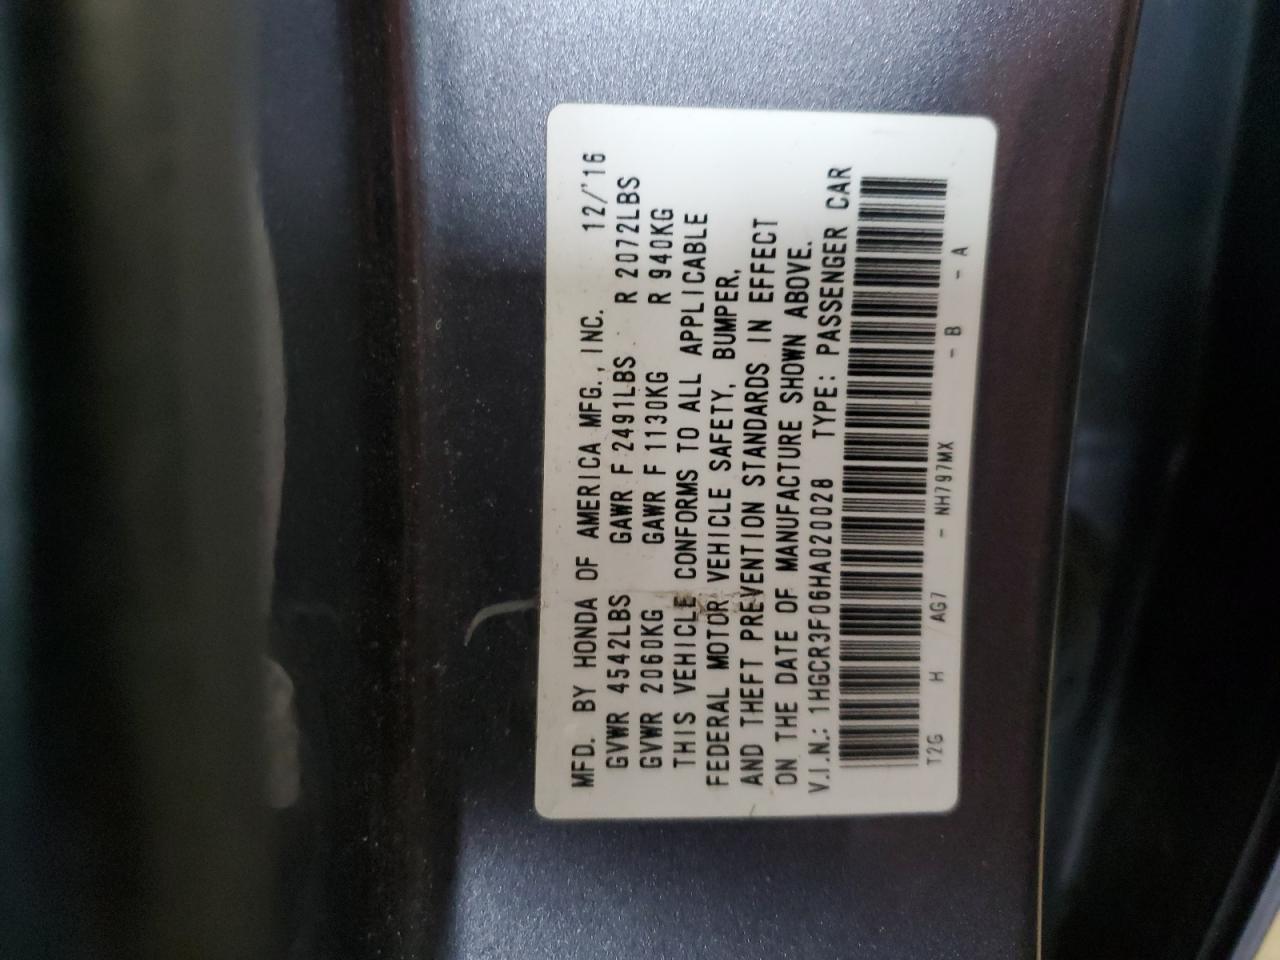 MFD. BY HONDA OF AMERICA MFG., INC. 12/'16
GVWR 4542LBS GAWR F 2491LBS R 2072LBS
GVWR 2060KG GAWR F 1130KG R 940KG
THIS VEHICLE CONFORMS TO ALL APPLICABLE
FEDERAL MOTOR VEHICLE SAFETY, BUMPER,
AND THEFT PREVENTION STANDARDS IN EFFECT
ON THE DATE OF MANUFACTURE SHOWN ABOVE.
V.I.N.: 1HGCR3F06HA020028 TYPE: PASSENGER CAR
T2G H AG7 - NH797MX - B - A